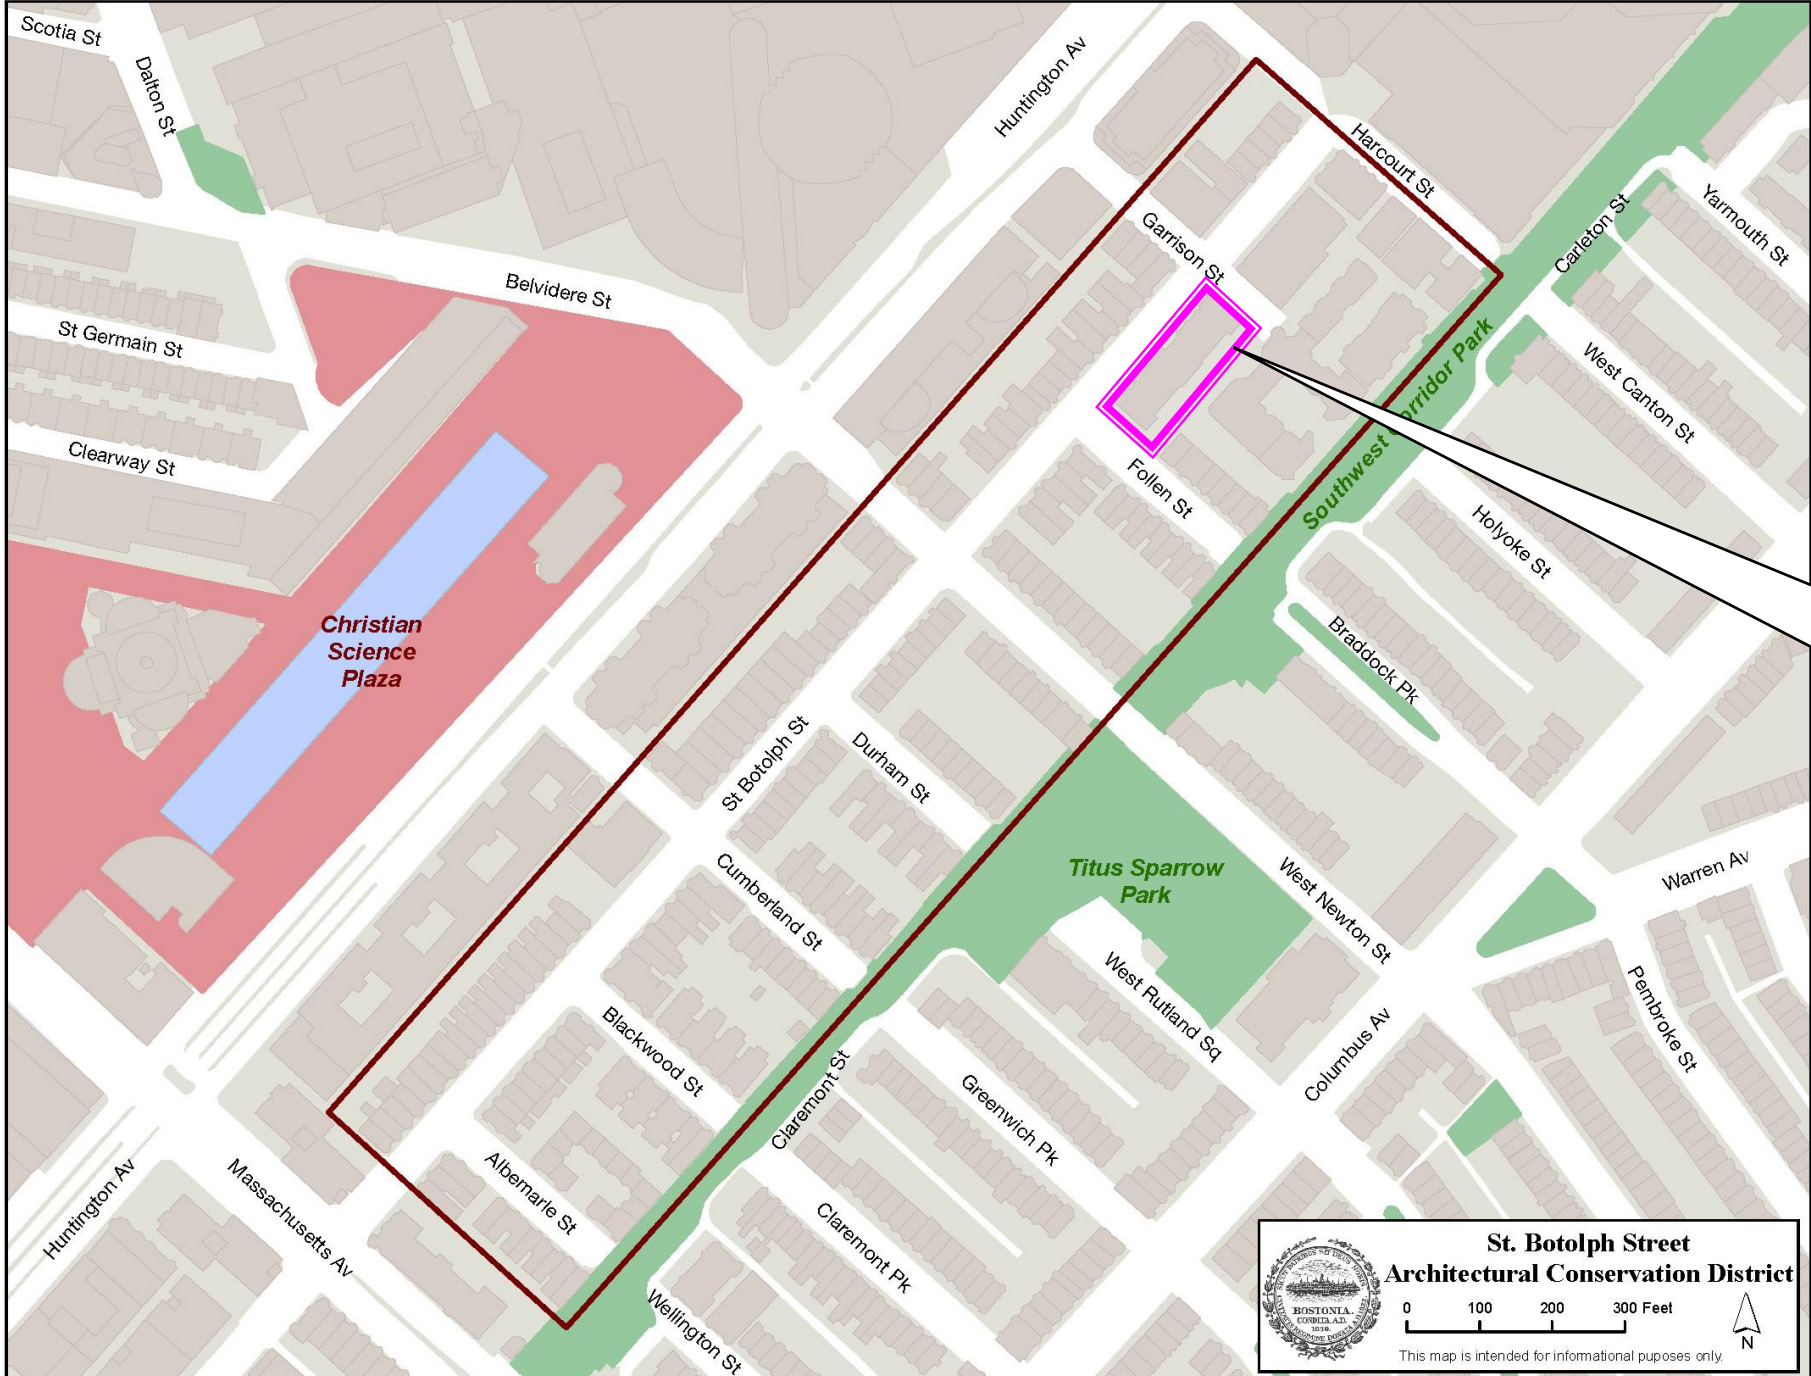 Scotia St
Dalton St
Huntington Av
Harcourt St
Yarmouth St
Carleton St
Garrison St
Belvidere St
St Germain St
Clearway St
West Canton St
Southwest Corridor Park
Follen St
Holyoke St
Christian
Science
Plaza
Braddock Pk
St Botolph St
Durham St
Titus Sparrow
Park
West Newton St
Warren Av
Cumberland St
West Rutland Sq
Pembroke St
Columbus Av
Blackwood St
Claremont St
Greenwich Pk
Huntington Av
Massachusetts Av
Albemarle St
Claremont Pk
Wellington St
St. Botolph Street
Architectural Conservation District
0 100 200 300 Feet
N
This map is intended for informational puposes only.
BOSTONIA.
CONDITA A.D.
1630.